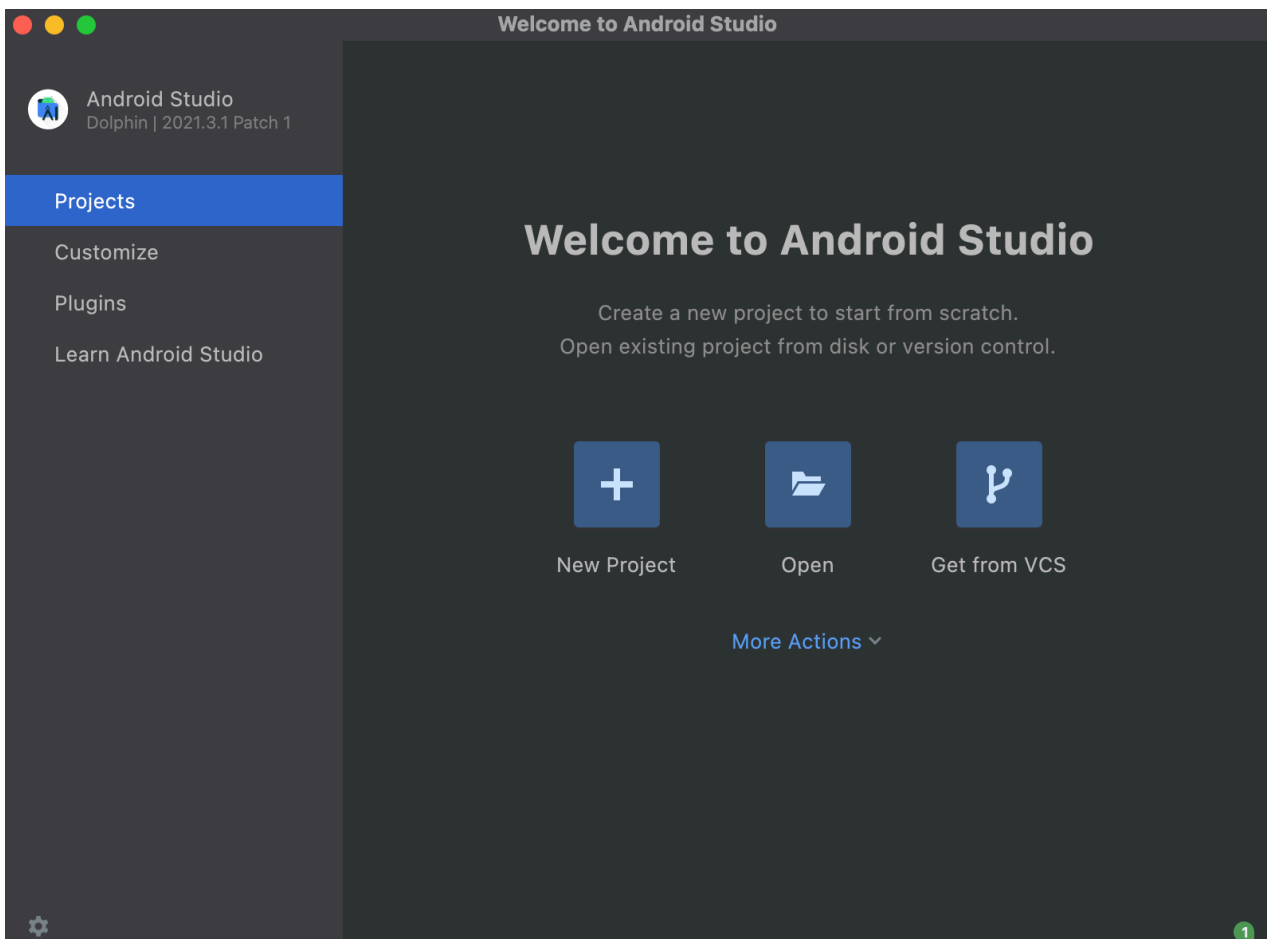 Welcome to Android Studio
Android Studio
Dolphin | 2021.3.1 Patch 1
Projects
Customize
Plugins
Learn Android Studio
Welcome to Android Studio
Create a new project to start from scratch.
Open existing project from disk or version control.
New Project
Open
Get from VCS
More Actions
1